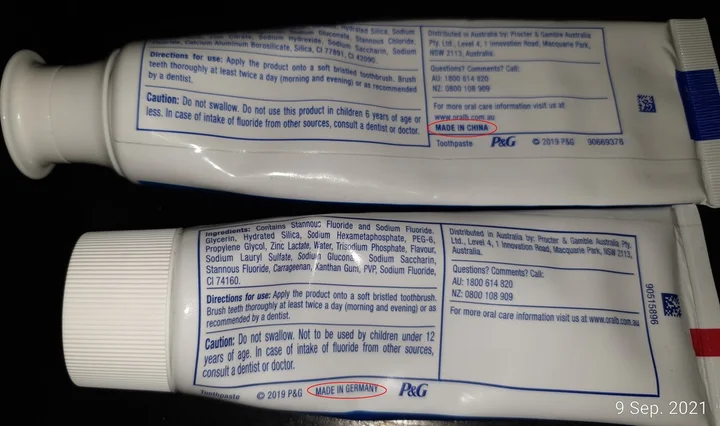 Hydrated Silica, Sodium
Sodium Gluconate, Stannous Chloride,
Sodium Hydroxide, Sodium Saccharin, Sodium
Calcium Aluminum Borosilicate, Silica, CI 77891, CI 42090.
Directions for use: Apply the product onto a soft bristled toothbrush. Brush
teeth thoroughly at least twice a day (morning and evening) or as recommended
by a dentist.
Caution: Do not swallow. Do not use this product in children 6 years of age or
less. In case of intake of fluoride from other sources, consult a dentist or doctor.
Distributed in Australia by: Procter & Gamble Australia
Pty. Ltd., Level 4, 1 Innovation Road, Macquarie Park,
NSW 2113, Australia.
Questions? Comments? Call:
AU: 1800 614 820
NZ: 0800 108 909
For more oral care information visit us at
www.oralb.com.au
MADE IN CHINA
Toothpaste P&G © 2019 P&G 90669378
Ingredients: Contains Stannous Fluoride and Sodium Fluoride.
Glycerin, Hydrated Silica, Sodium Hexametaphosphate, PEG-6,
Propylene Glycol, Zinc Lactate, Water, Trisodium Phosphate, Flavour,
Sodium Lauryl Sulfate, Sodium Gluconate, Sodium Saccharin,
Stannous Fluoride, Carrageenan, Xanthan Gum, PVP, Sodium Fluoride,
CI 74160.
Directions for use: Apply the product onto a soft bristled toothbrush.
Brush teeth thoroughly at least twice a day (morning and evening) or as
recommended by a dentist.
Caution: Do not swallow. Not to be used by children under 12
years of age. In case of intake of fluoride from other sources,
consult a dentist or doctor.
Distributed in Australia by: Procter & Gamble Australia Pty.
Ltd., Level 4, 1 Innovation Road, Macquarie Park, NSW 2113,
Australia.
Questions? Comments? Call:
AU: 1800 614 820
NZ: 0800 108 909
For more oral care information visit us at www.oralb.com.au
90515896
Toothpaste © 2019 P&G MADE IN GERMANY P&G
9 Sep. 2021